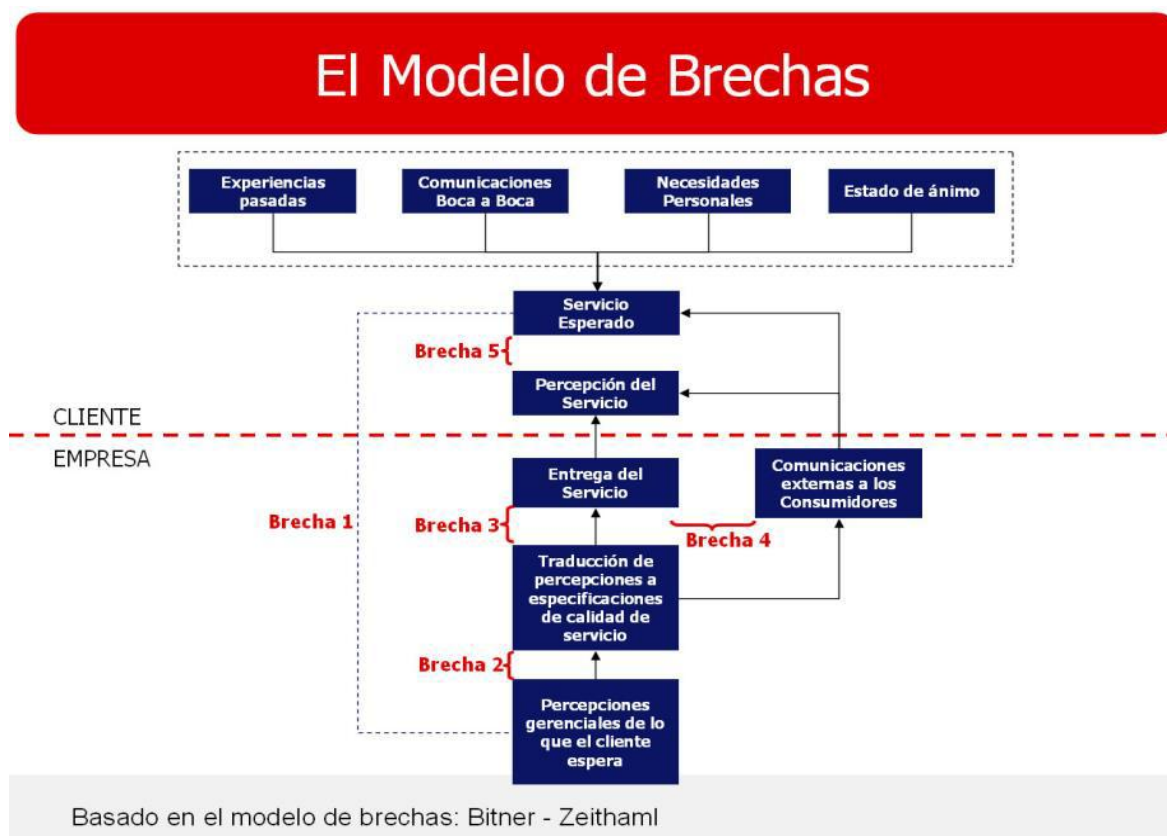 El Modelo de Brechas
Experiencias
pasadas
Comunicaciones
Boca a Boca
Necesidades
Personales
Estado de ánimo
Servicio
Esperado
Brecha 5
Percepción del
Servicio
CLIENTE
EMPRESA
Entrega del
Servicio
Comunicaciones
externas a los
Consumidores
Brecha 1
Brecha 3
Brecha 4
Traducción de
percepciones a
especificaciones
de calidad de
servicio
Brecha 2
Percepciones
gerenciales de lo
que el cliente
espera
Basado en el modelo de brechas: Bitner - Zeithaml